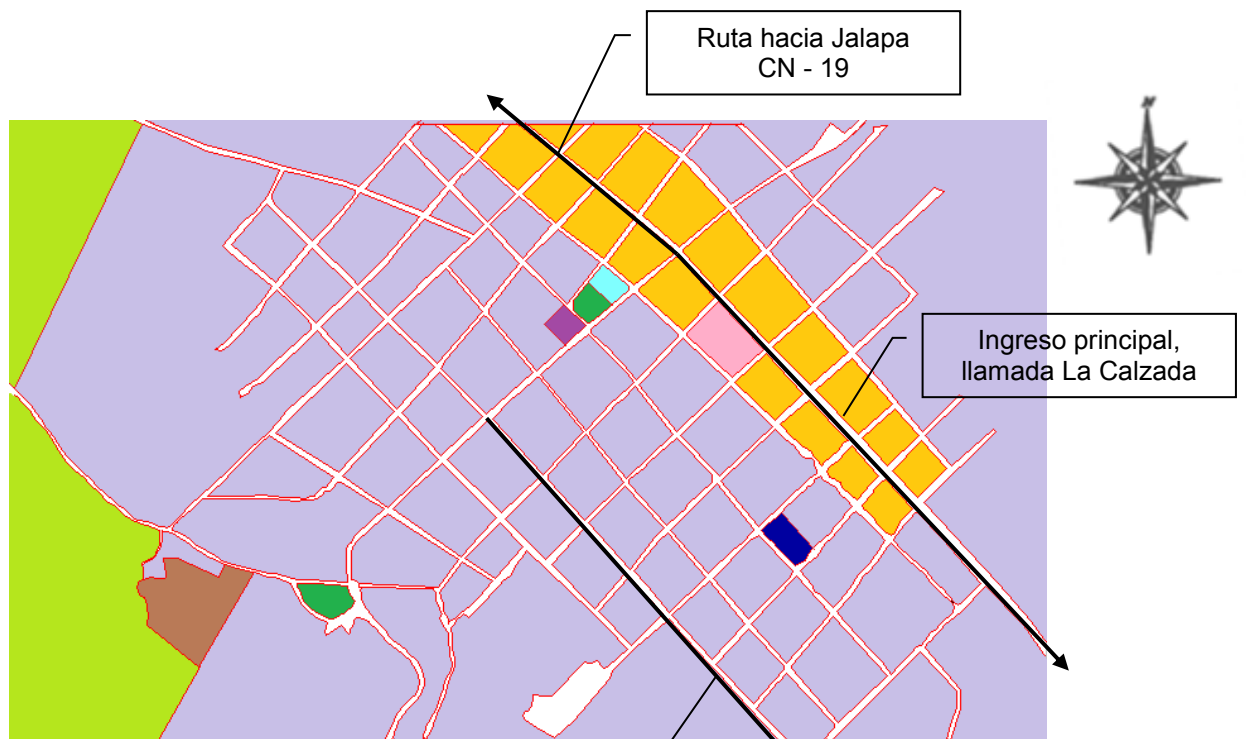 Ruta hacia Jalapa
CN - 19
N
Ingreso principal,
llamada La Calzada